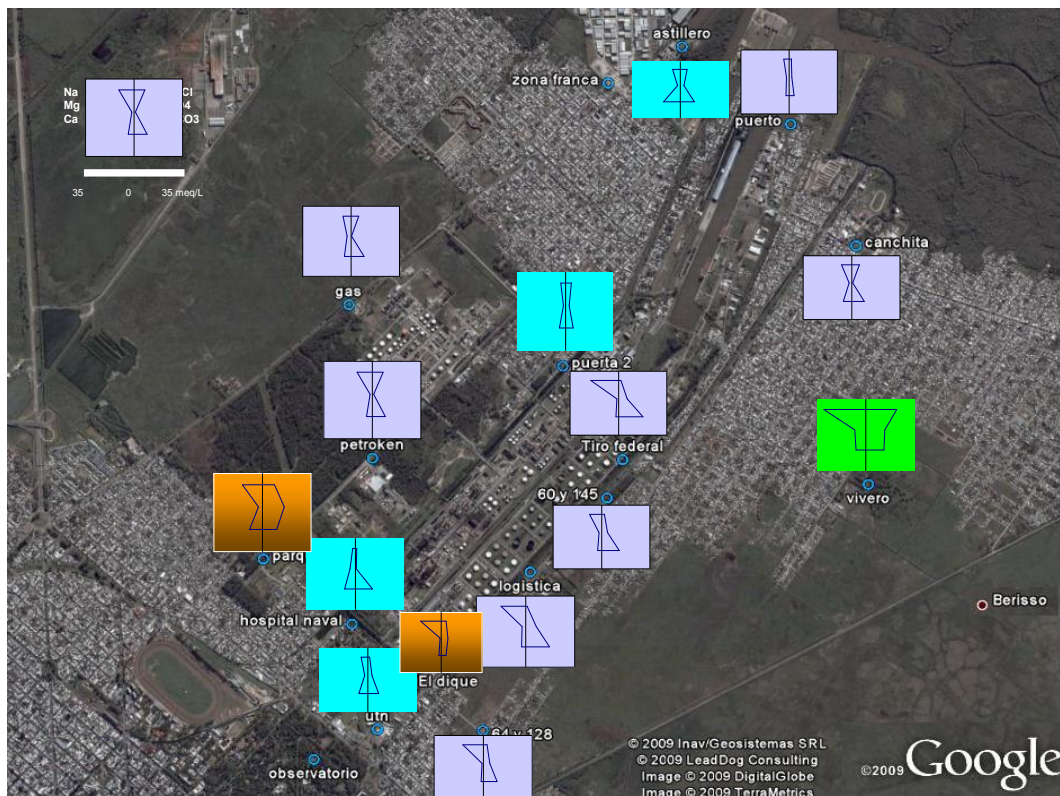 astillero
zona franca
Na Cl
Mg 4
Ca CO3
puerto
35 0 35 meq/L
canchita
gas
puerta 2
petroken
Tiro federal
60 y 145
vivero
parq
logistica
Berisso
hospital naval
El dique
utn
64 y 128
observatorio
© 2009 Inav/Geosistemas SRL
© 2009 LeadDog Consulting
Image © 2009 DigitalGlobe
Image © 2009 TerraMetrics
©2009 Google